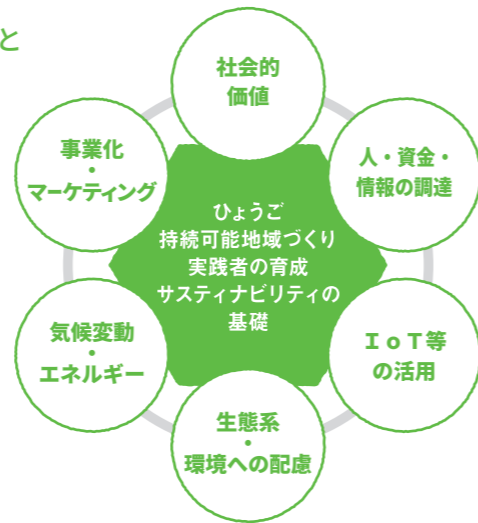 と
社会的
価値
人・資金・
情報の調達
ＩｏＴ等
の活用
生態系
・
環境への配慮
気候変動
・
エネルギー
事業化
・
マーケティング
ひょうご
持続可能地域づくり
実践者の育成
サスティナビリティの
基礎